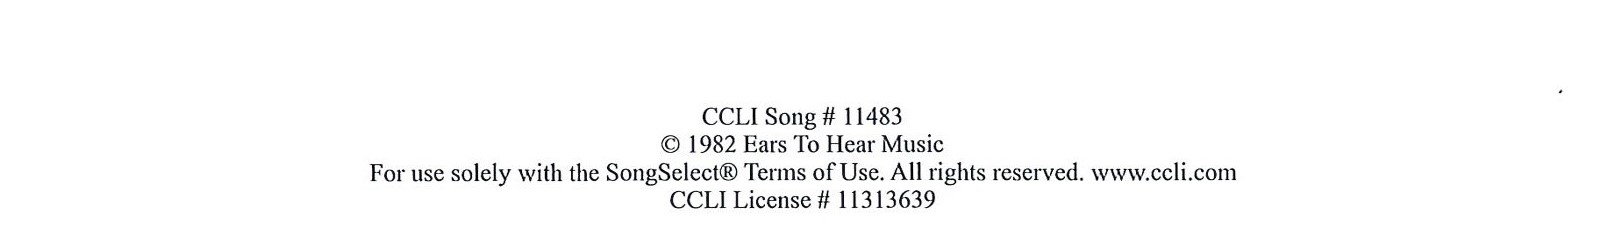 CCLI Song # 11483
© 1982 Ears To Hear Music
For use solely with the SongSelect® Terms of Use. All rights reserved. www.ccli.com
CCLI License # 11313639